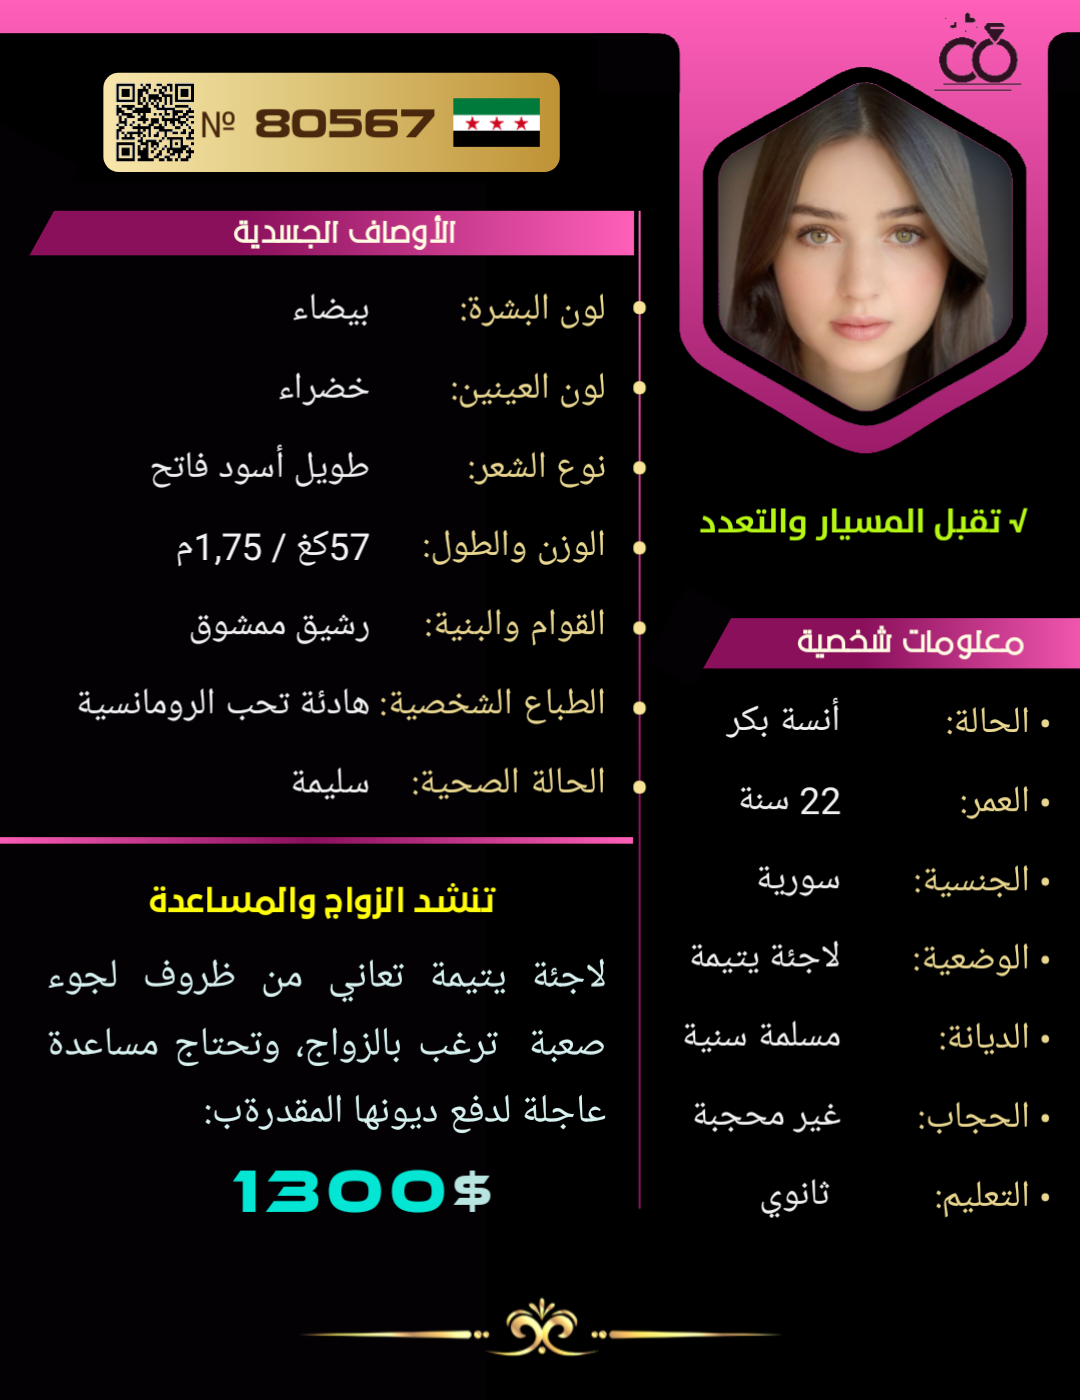 № 80567
الأوصاف الجسدية
لون البشرة: بيضاء
لون العينين: خضراء
نوع الشعر: طويل أسود فاتح
الوزن والطول: 57كغ / 1,75م
القوام والبنية: رشيق ممشوق
الطباع الشخصية: هادئة تحب الرومانسية
الحالة الصحية: سليمة
√ تقبل المسيار والتعدد
معلومات شخصية
• الحالة: أنسة بكر
• العمر: 22 سنة
• الجنسية: سورية
• الوضعية: لاجئة يتيمة
• الديانة: مسلمة سنية
• الحجاب: غير محجبة
• التعليم: ثانوي
تنشد الزواج والمساعدة
لاجئة يتيمة تعاني من ظروف لجوء
صعبة ترغب بالزواج، وتحتاج مساعدة
عاجلة لدفع ديونها المقدرةب:
1300$